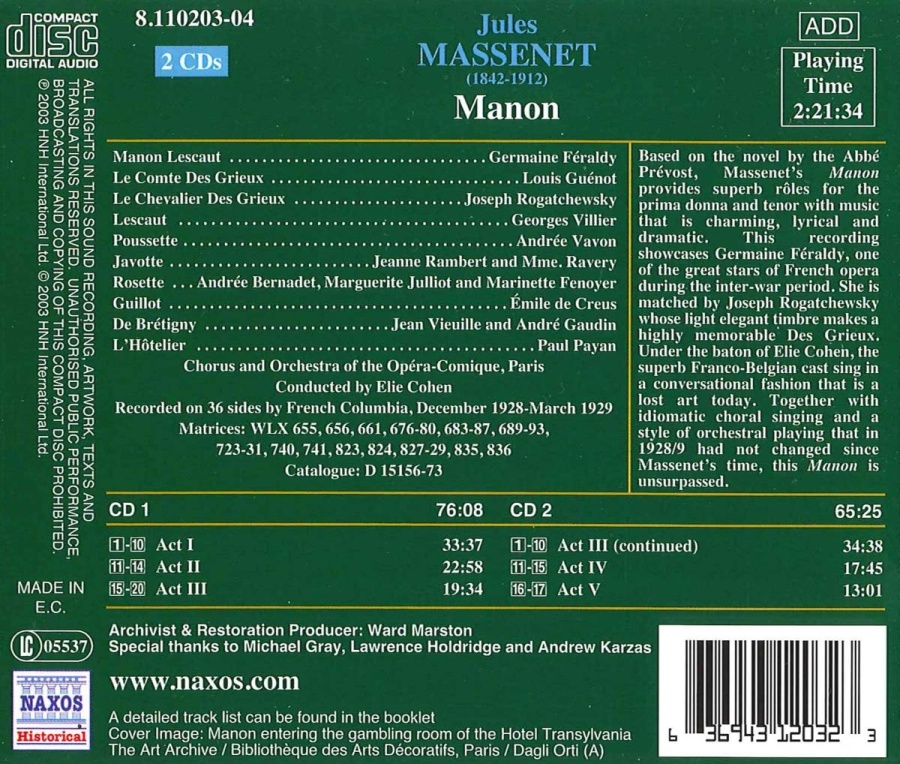 COMPACT
disc
DIGITAL AUDIO
8.110203-04
2 CDs
Jules
MASSENET
(1842-1912)
Manon
ADD
Playing
Time
2:21:34
ALL RIGHTS IN THIS SOUND RECORDING, ARTWORK, TEXTS AND
TRANSLATIONS RESERVED. UNAUTHORISED PUBLIC PERFORMANCE,
BROADCASTING AND COPYING OF THIS COMPACT DISC PROHIBITED.
℗ 2003 HNH International Ltd. © 2003 HNH International Ltd.
Manon Lescaut ........................... Germaine Féraldy
Le Comte Des Grieux ........................... Louis Guénot
Le Chevalier Des Grieux .................. Joseph Rogatchewsky
Lescaut ................................... Georges Villier
Poussette ................................... Andrée Vavon
Javotte ..................... Jeanne Rambert and Mme. Ravery
Rosette ... Andrée Bernadet, Marguerite Julliot and Marinette Fenoyer
Guillot ................................... Émile de Creus
De Brétigny ....................... Jean Vieuille and André Gaudin
L'Hôtelier ................................... Paul Payan
Chorus and Orchestra of the Opéra-Comique, Paris
Conducted by Elie Cohen
Recorded on 36 sides by French Columbia, December 1928-March 1929
Matrices: WLX 655, 656, 661, 676-80, 683-87, 689-93,
723-31, 740, 741, 823, 824, 827-29, 835, 836
Catalogue: D 15156-73
Based on the novel by the Abbé
Prévost, Massenet's Manon
provides superb rôles for the
prima donna and tenor with music
that is charming, lyrical and
dramatic. This recording
showcases Germaine Féraldy, one
of the great stars of French opera
during the inter-war period. She is
matched by Joseph Rogatchewsky
whose light elegant timbre makes a
highly memorable Des Grieux.
Under the baton of Elie Cohen, the
superb Franco-Belgian cast sing in
a conversational fashion that is a
lost art today. Together with
idiomatic choral singing and a
style of orchestral playing that in
1928/9 had not changed since
Massenet's time, this Manon is
unsurpassed.
CD 1 76:08
1-10 Act I 33:37
11-14 Act II 22:58
15-20 Act III 19:34
CD 2 65:25
1-10 Act III (continued) 34:38
11-15 Act IV 17:45
16-17 Act V 13:01
MADE IN
E.C.
LC 05537
NAXOS
Historical
Archivist & Restoration Producer: Ward Marston
Special thanks to Michael Gray, Lawrence Holdridge and Andrew Karzas
www.naxos.com
A detailed track list can be found in the booklet
Cover Image: Manon entering the gambling room of the Hotel Transylvania
The Art Archive / Bibliothèque des Arts Décoratifs, Paris / Dagli Orti (A)
6 36943 12032 3